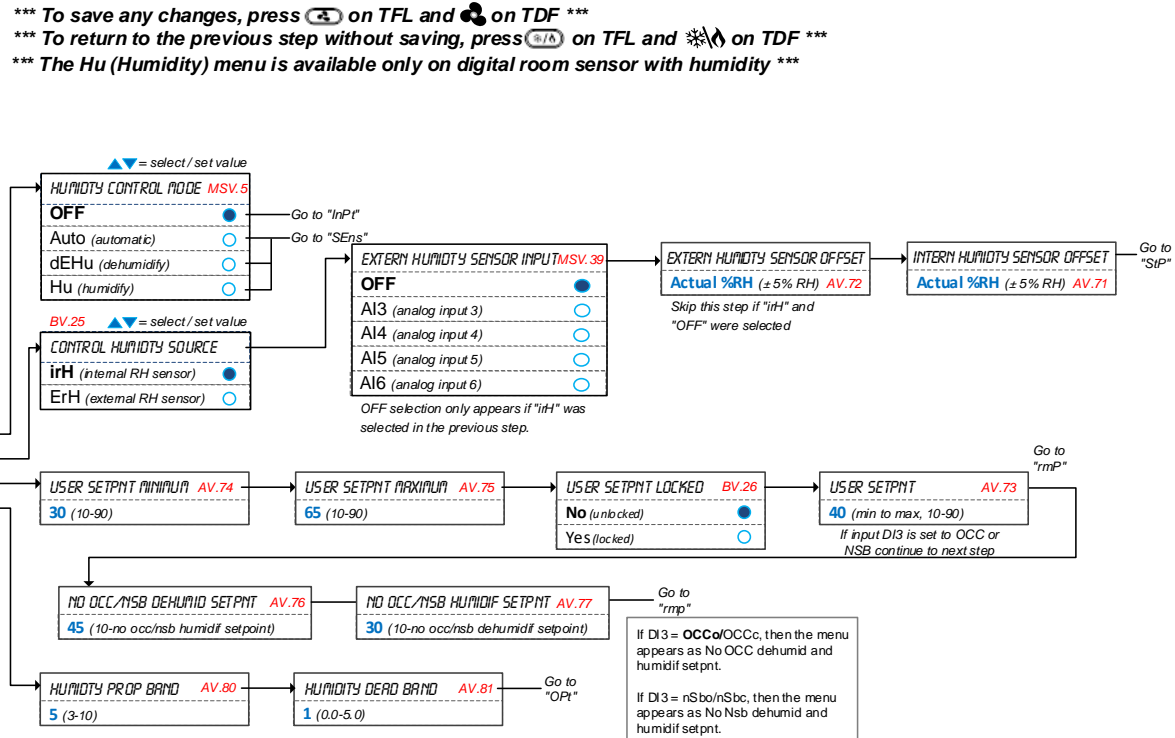 *** To save any changes, press on TFL and on TDF ***
*** To return to the previous step without saving, press on TFL and on TDF ***
*** The Hu (Humidity) menu is available only on digital room sensor with humidity ***
▲▼= select / set value
HUMIDTY CONTROL MODE MSV.5
OFF
Go to "InPt"
Auto (automatic)
Go to "SEns"
dEHu (dehumidify)
Hu (humidify)
BV.25 ▲▼= select / set value
CONTROL HUMIDTY SOURCE
irH (internal RH sensor)
ErH (external RH sensor)
EXTERN HUMIDTY SENSOR INPUT MSV.39
OFF
AI3 (analog input 3)
AI4 (analog input 4)
AI5 (analog input 5)
AI6 (analog input 6)
OFF selection only appears if "irH" was
selected in the previous step.
EXTERN HUMIDTY SENSOR OFFSET
Actual %RH (± 5% RH) AV.72
Skip this step if "irH" and
"OFF" were selected
INTERN HUMIDTY SENSOR OFFSET
Actual %RH (± 5% RH) AV.71
Go to
"StP"
USER SETPNT MINIMUM AV.74
30 (10-90)
USER SETPNT MAXIMUM AV.75
65 (10-90)
USER SETPNT LOCKED BV.26
No (unlocked)
Yes (locked)
USER SETPNT AV.73
40 (min to max, 10-90)
If input DI3 is set to OCC or
NSB continue to next step
Go to
"rmP"
NO OCC/NSB DEHUMID SETPNT AV.76
45 (10-no occ/nsb humidif setpoint)
NO OCC/NSB HUMIDIF SETPNT AV.77
30 (10-no occ/nsb dehumidif setpoint)
Go to
"rmp"
If DI3 = OCCo/OCCc, then the menu
appears as No OCC dehumid and
humidif setpnt.
If DI3 = nSbo/nSbc, then the menu
appears as No Nsb dehumid and
humidif setpnt.
HUMIDTY PROP BAND AV.80
5 (3-10)
HUMIDITY DEAD BAND AV.81
1 (0.0-5.0)
Go to
"OPt"